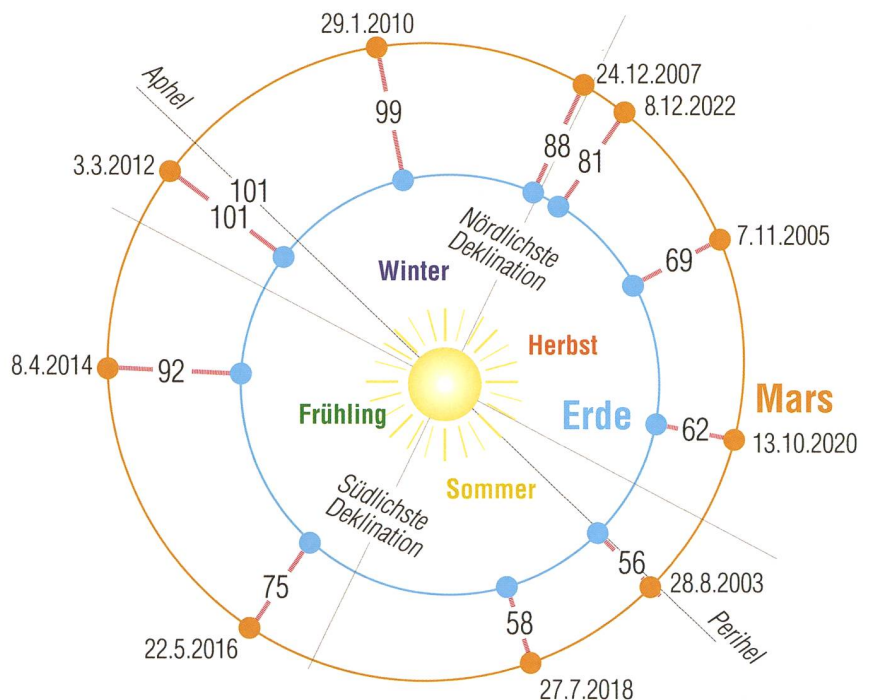 29.1.2010
24.12.2007
8.12.2022
Aphel
99
88
81
3.3.2012
101
101
Nördlichste
Deklination
7.11.2005
69
Winter
Herbst
8.4.2014
92
Mars
Erde
Frühling
62
13.10.2020
Sommer
Südlichste
Deklination
56
28.8.2003
75
58
Perihel
22.5.2016
27.7.2018